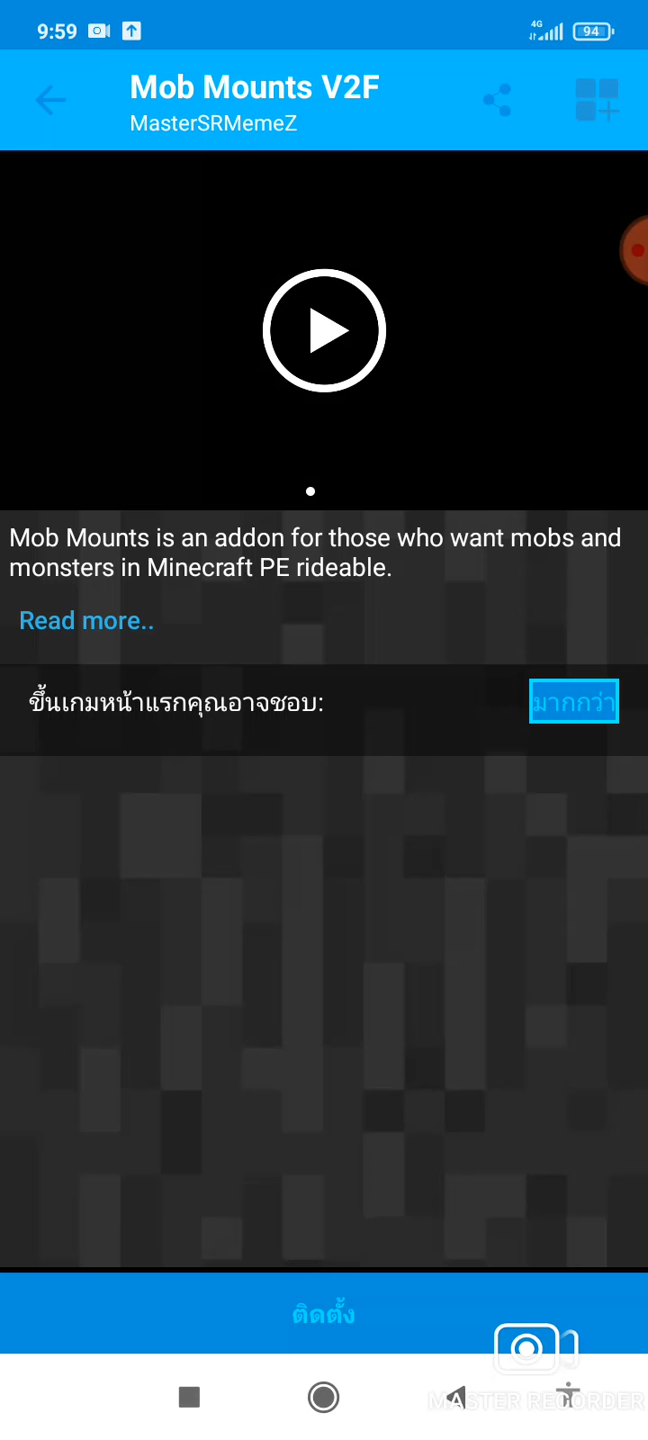 9:59
4G
94
Mob Mounts V2F
MasterSRMemeZ
Mob Mounts is an addon for those who want mobs and
monsters in Minecraft PE rideable.
Read more..
ขึ้นเกมหน้าแรกคุณอาจชอบ:
มากกว่า
ติดตั้ง
MASTER RECORDER